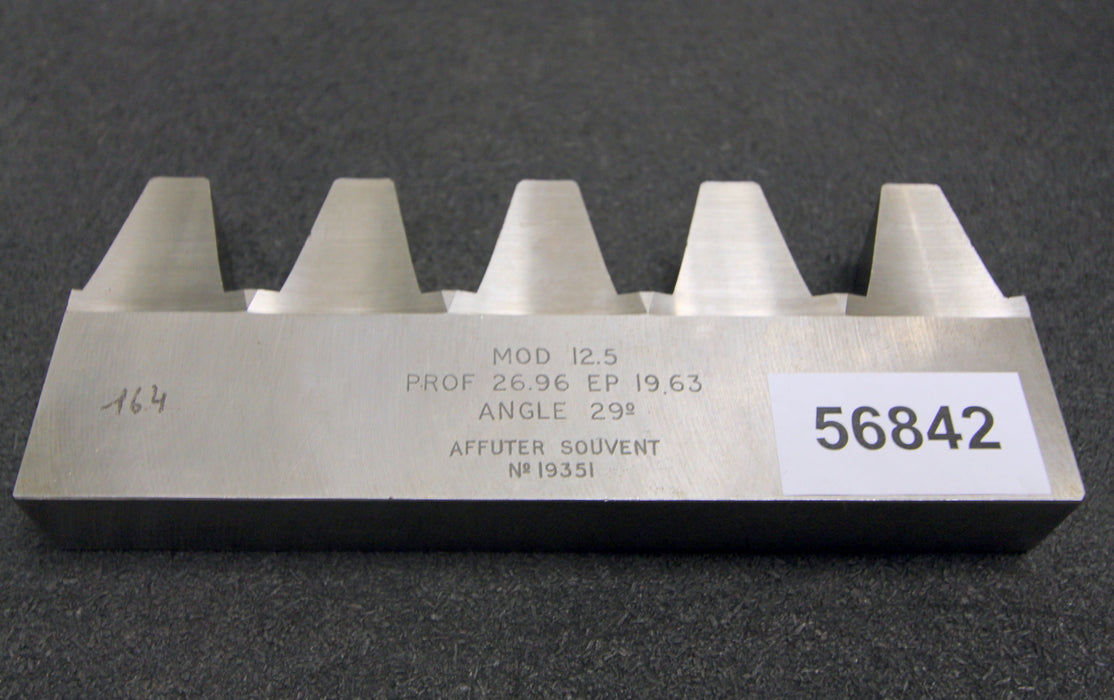 MOD 12.5
PROF 26.96 EP 19,63
ANGLE 29º
AFFUTER SOUVENT
Nº 19351
164
56842